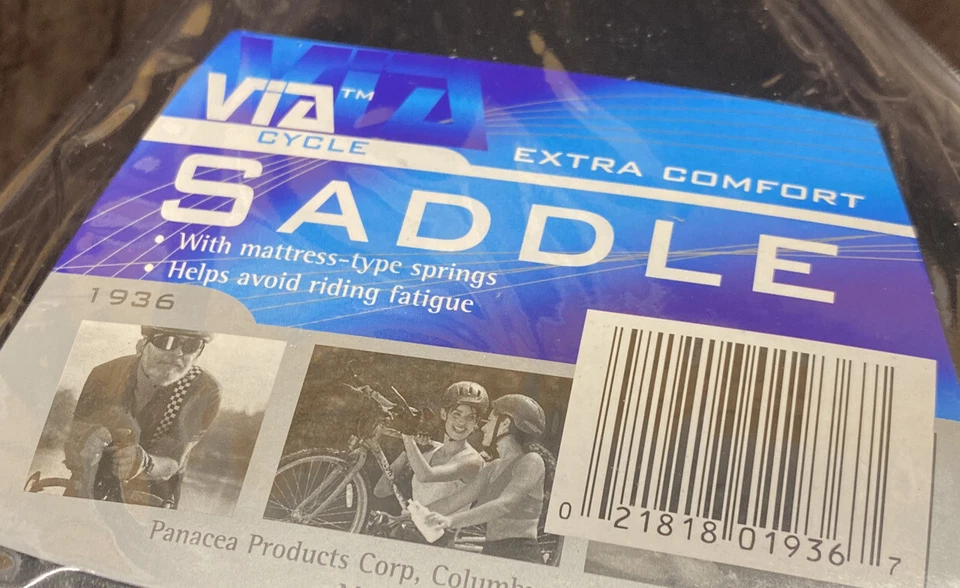 VIA
VIA™
CYCLE
EXTRA COMFORT
SADDLE
• With mattress-type springs
• Helps avoid riding fatigue
1936
0 21818 01936 7
Panacea Products Corp,